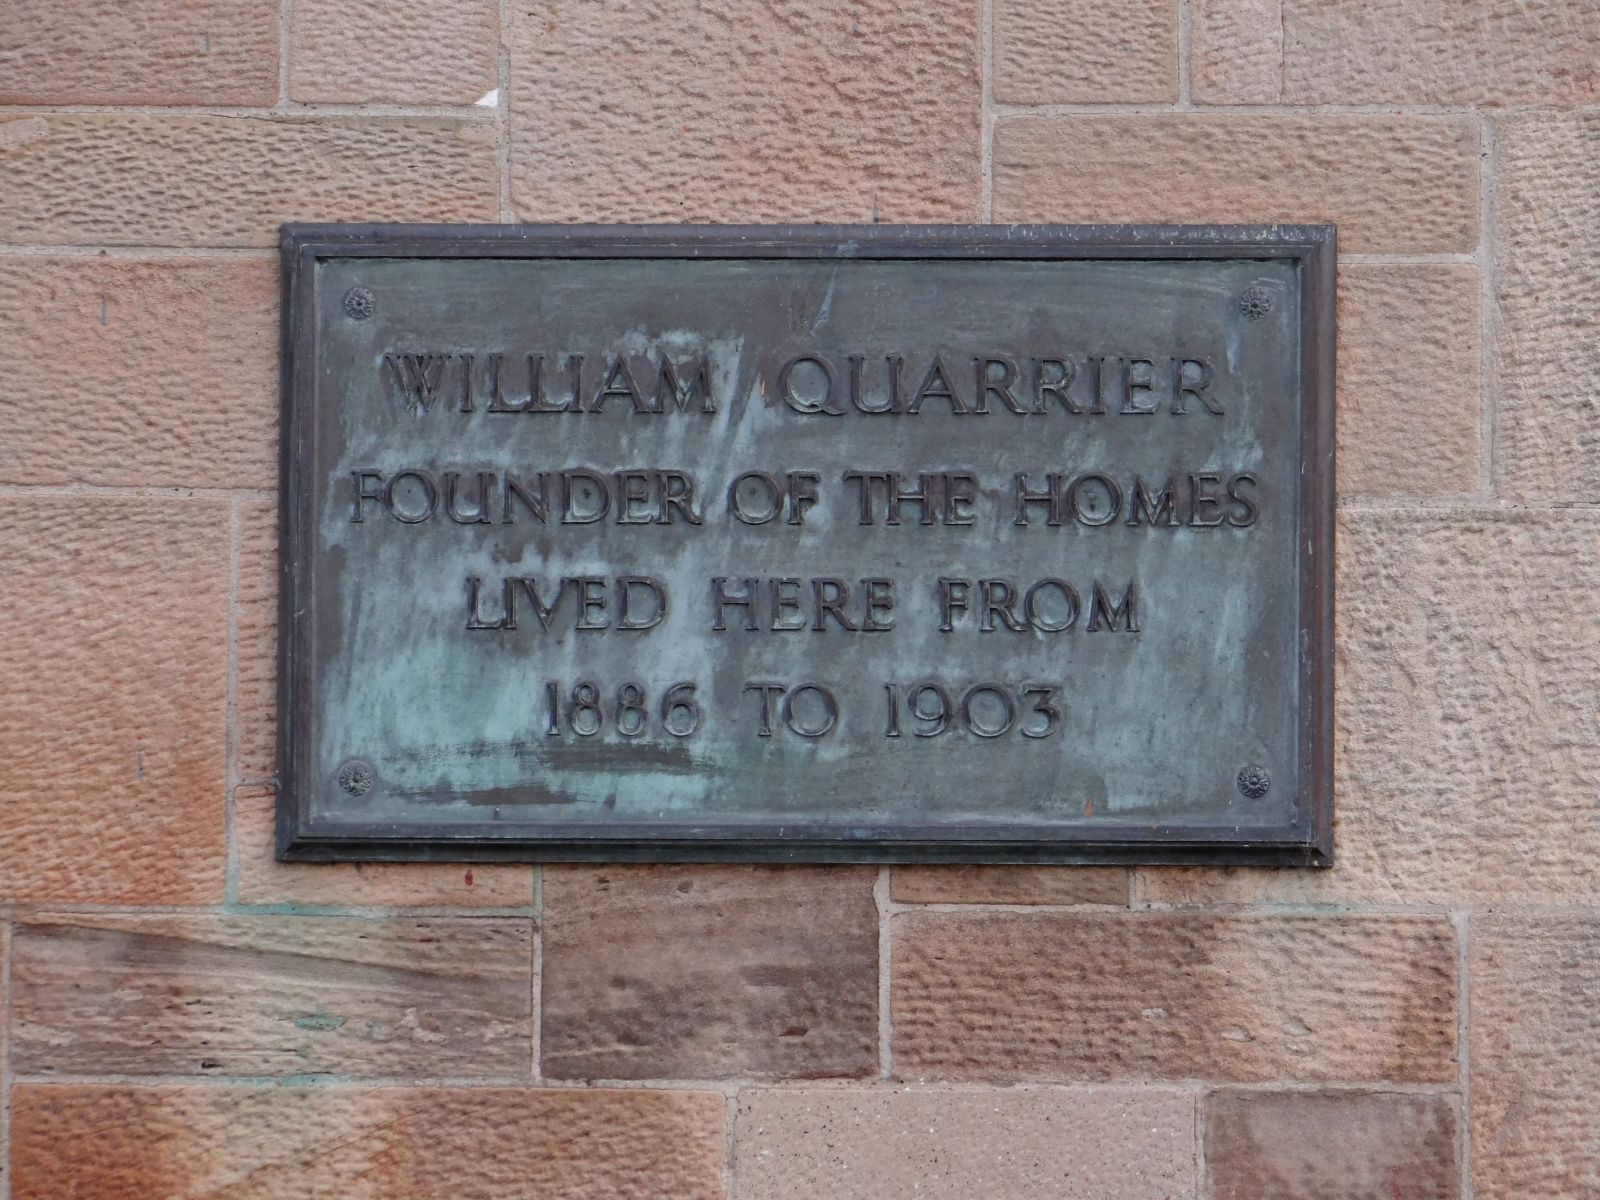 WILLIAM QUARRIER
FOUNDER OF THE HOMES
LIVED HERE FROM
1886 TO 1903